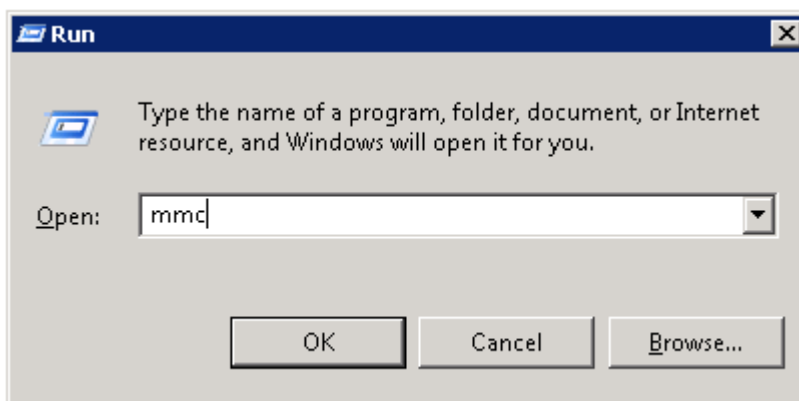 Run
Type the name of a program, folder, document, or Internet
resource, and Windows will open it for you.
Open:
mmc
OK
Cancel
Browse...